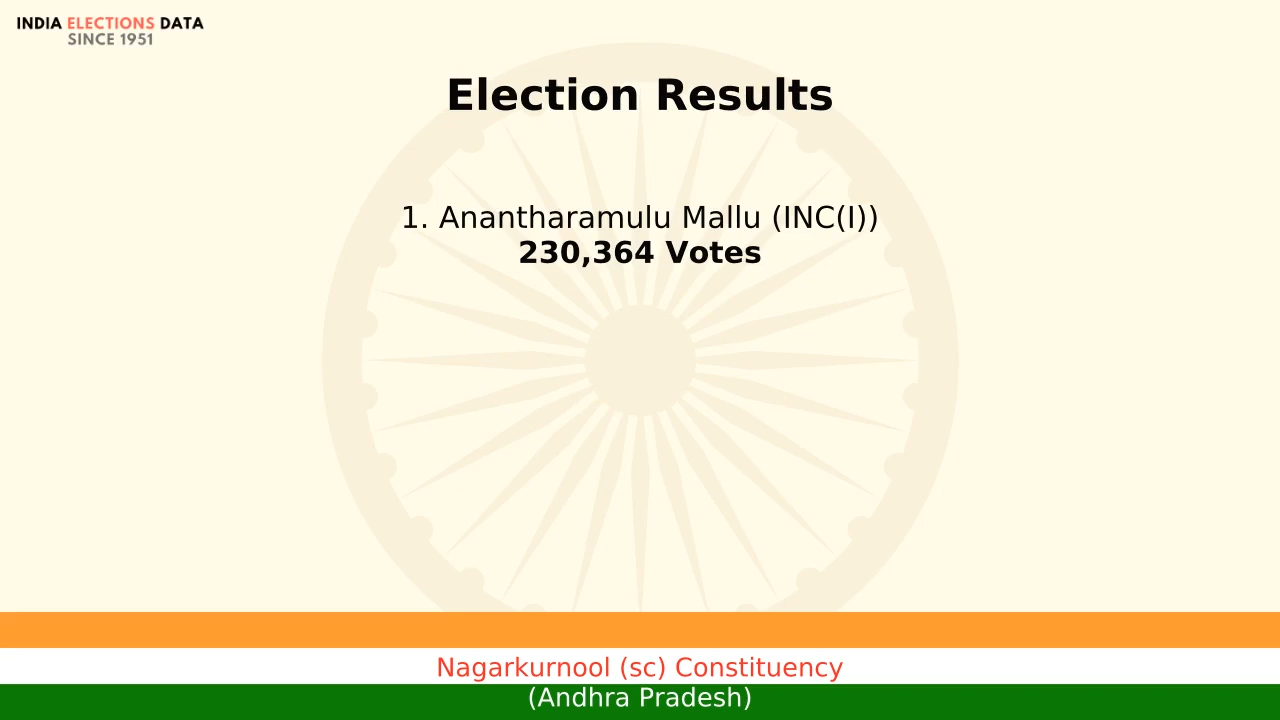 INDIA ELECTIONS DATA
SINCE 1951
Election Results
1. Anantharamulu Mallu (INC(I))
230,364 Votes
Nagarkurnool (sc) Constituency
(Andhra Pradesh)